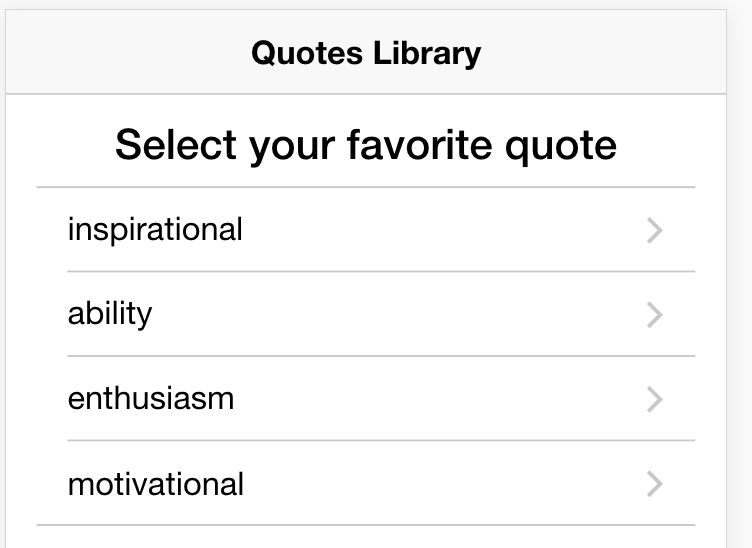 Quotes Library
Select your favorite quote
inspirational
ability
enthusiasm
motivational